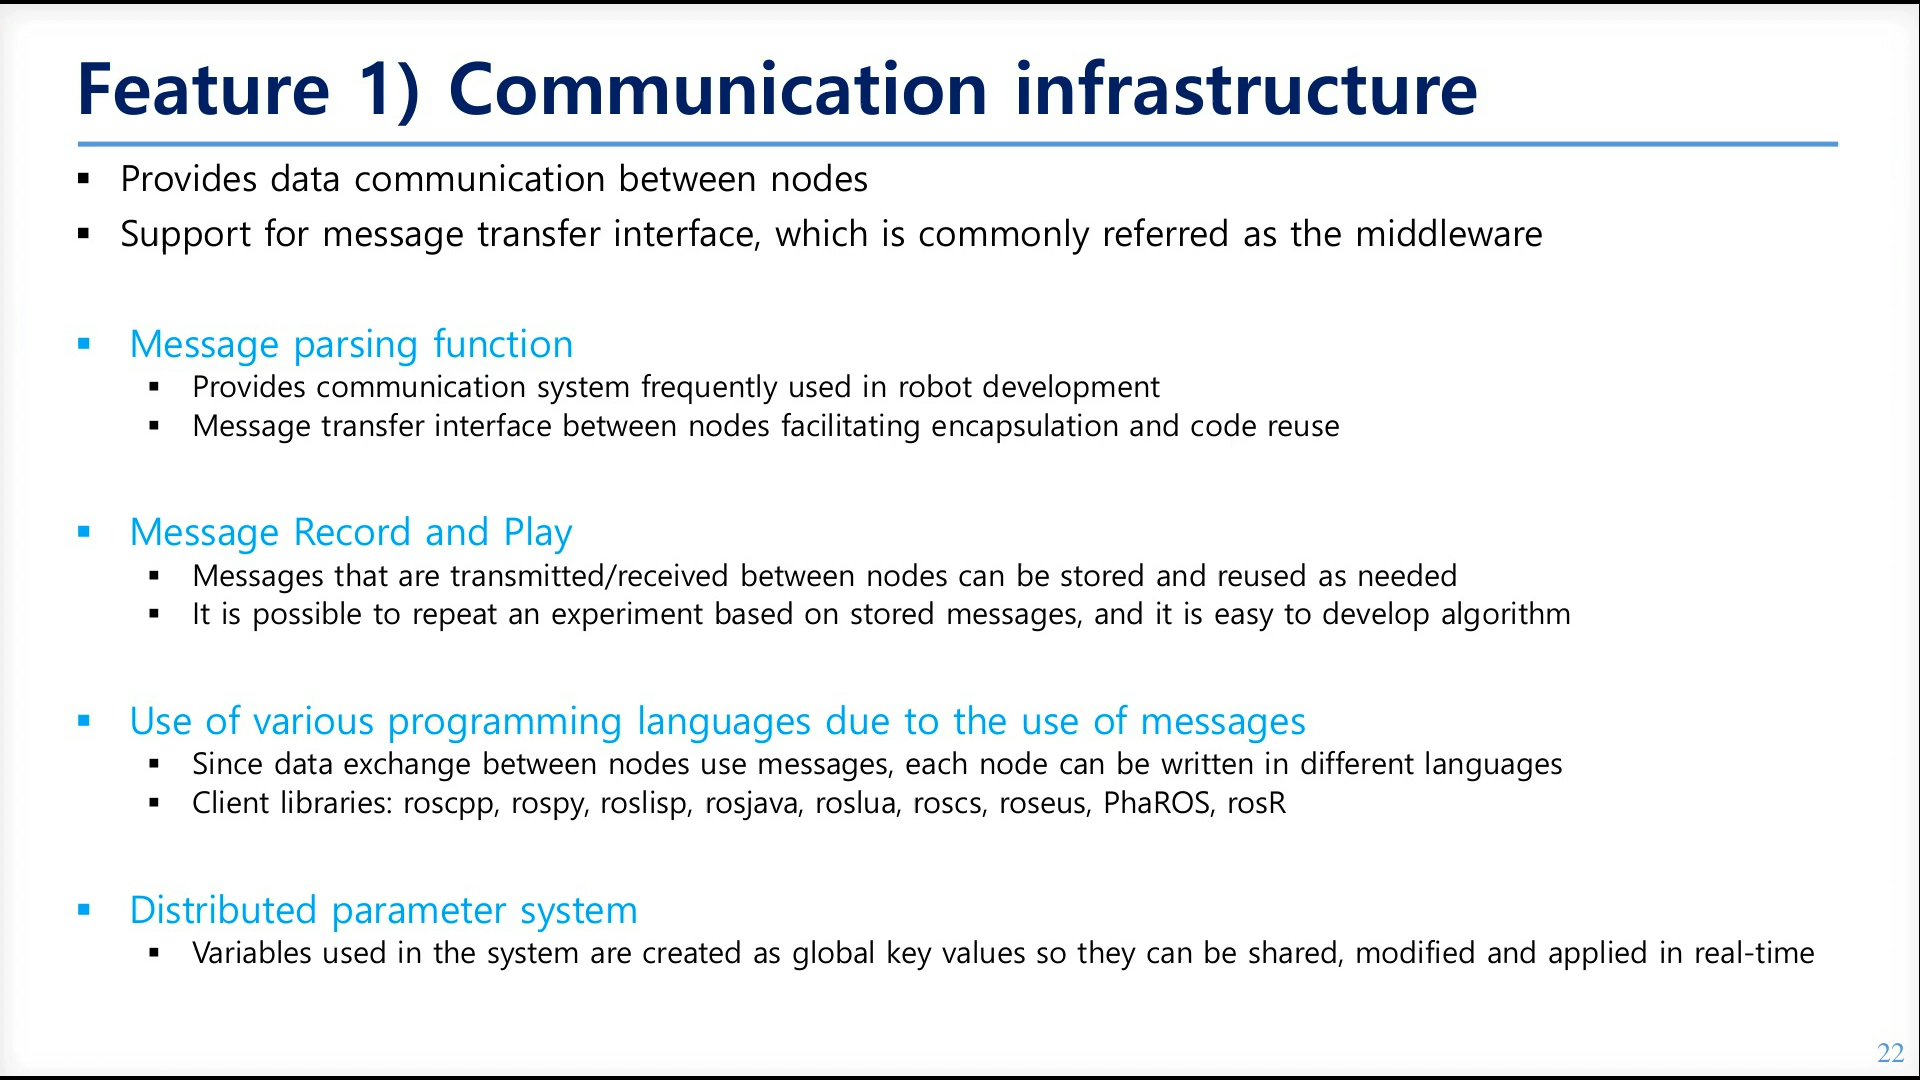 Feature 1) Communication infrastructure
▪ Provides data communication between nodes
▪ Support for message transfer interface, which is commonly referred as the middleware
▪ Message parsing function
▪ Provides communication system frequently used in robot development
▪ Message transfer interface between nodes facilitating encapsulation and code reuse
▪ Message Record and Play
▪ Messages that are transmitted/received between nodes can be stored and reused as needed
▪ It is possible to repeat an experiment based on stored messages, and it is easy to develop algorithm
▪ Use of various programming languages due to the use of messages
▪ Since data exchange between nodes use messages, each node can be written in different languages
▪ Client libraries: roscpp, rospy, roslisp, rosjava, roslua, roscs, roseus, PhaROS, rosR
▪ Distributed parameter system
▪ Variables used in the system are created as global key values so they can be shared, modified and applied in real-time
22